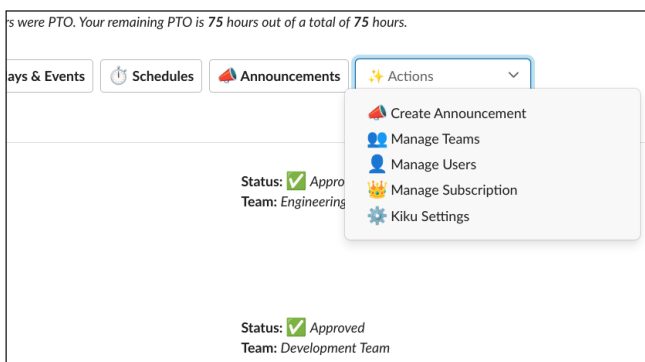 rs were PTO. Your remaining PTO is 75 hours out of a total of 75 hours.
ays & Events
Schedules
Announcements
Actions
Create Announcement
Manage Teams
Manage Users
Manage Subscription
Kiku Settings
Status: Appro
Team: Engineering
Status: Approved
Team: Development Team